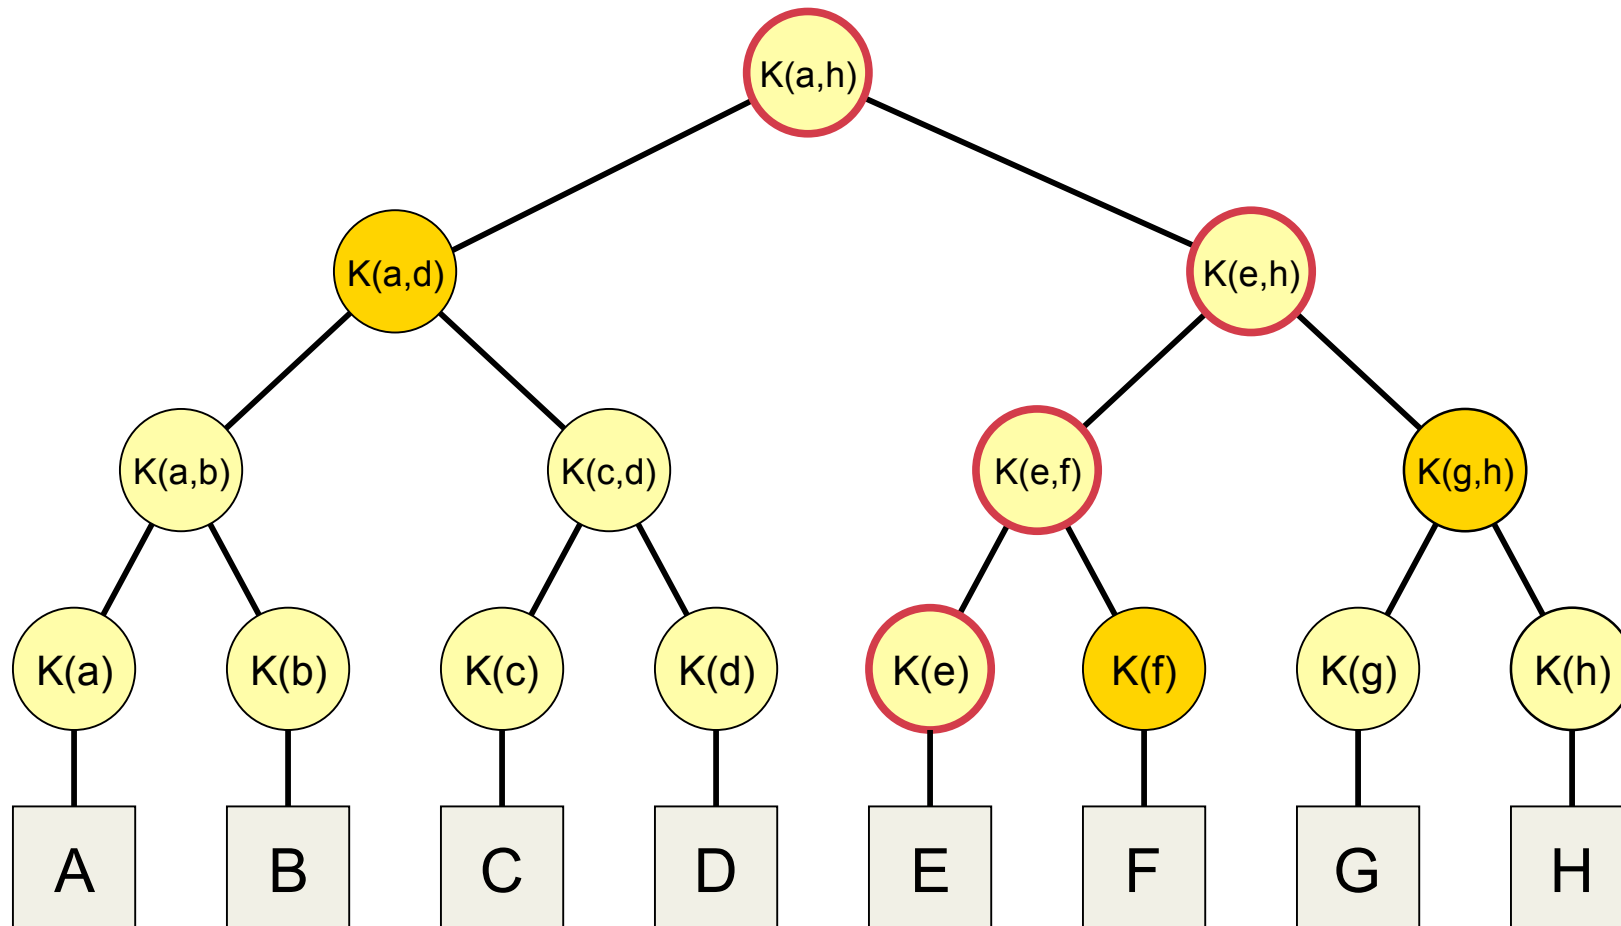 K(a,h)
K(a,d)
K(e,h)
K(a,b)
K(c,d)
K(e,f)
K(g,h)
K(a)
K(b)
K(c)
K(d)
K(e)
K(f)
K(g)
K(h)
A
B
C
D
E
F
G
H